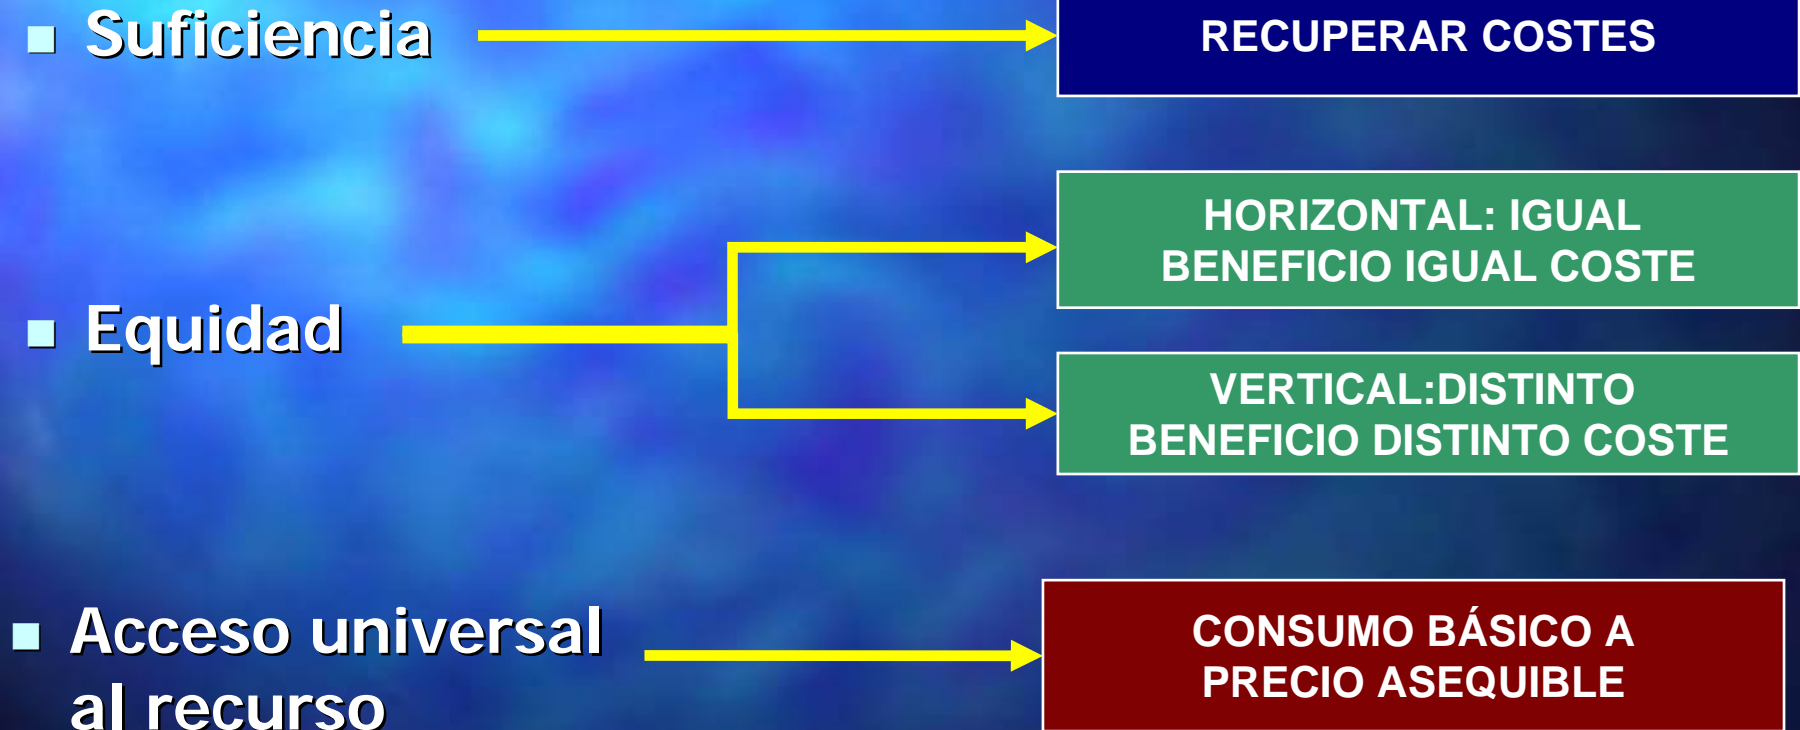 Suficiencia
RECUPERAR COSTES
HORIZONTAL: IGUAL
BENEFICIO IGUAL COSTE
Equidad
VERTICAL:DISTINTO
BENEFICIO DISTINTO COSTE
Acceso universal
al recurso
CONSUMO BÁSICO A
PRECIO ASEQUIBLE